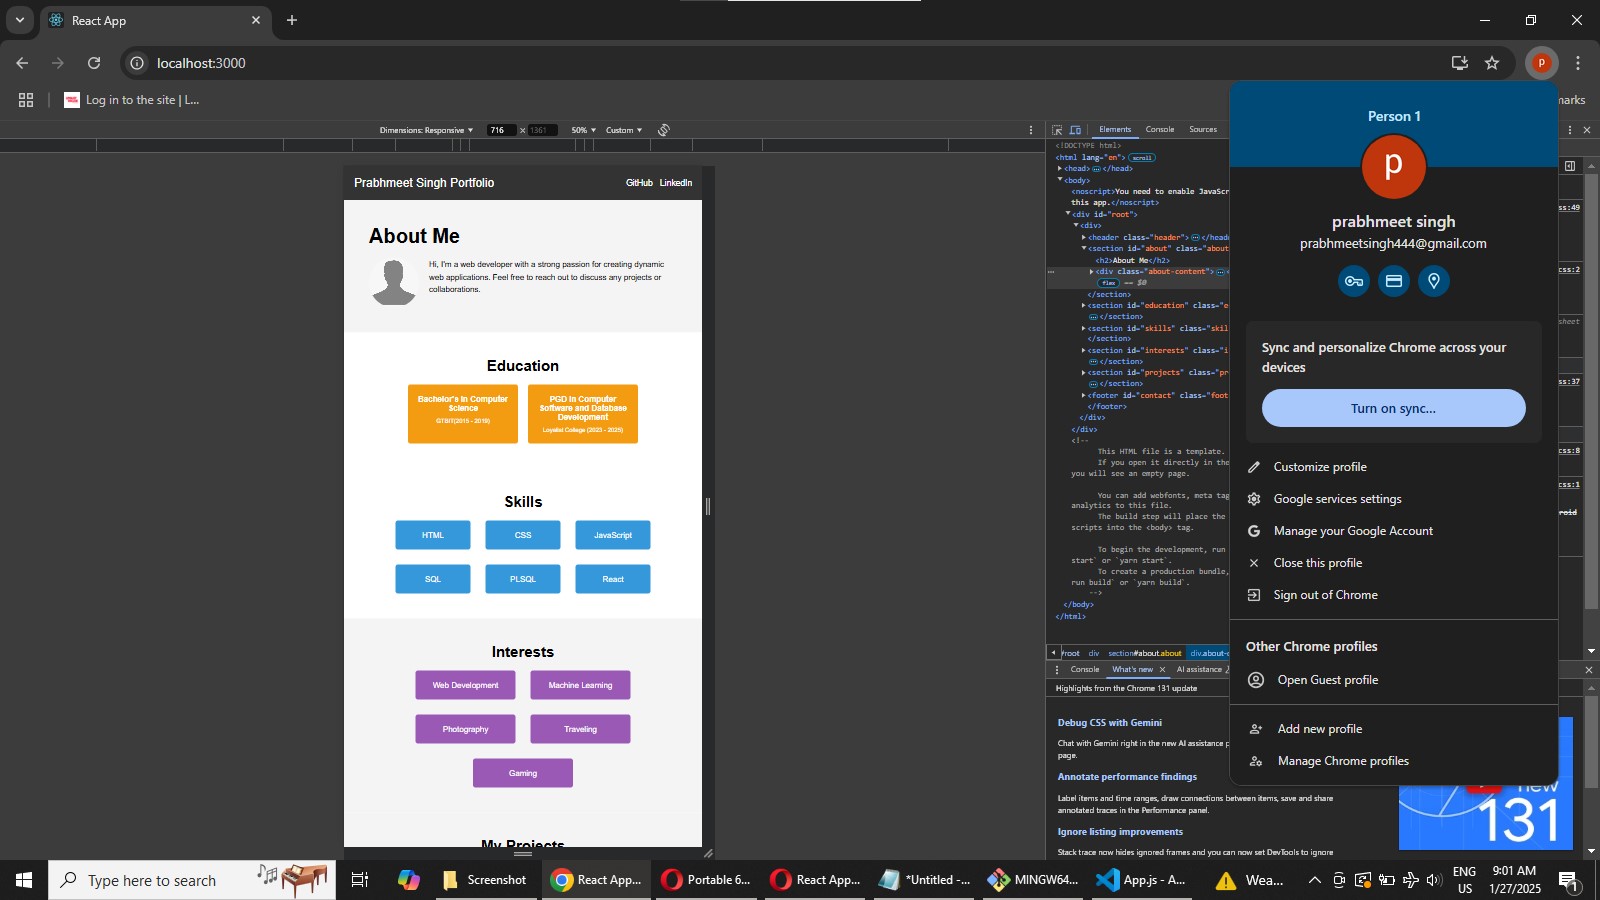 React App
localhost:3000
Log in to the site | L...
marks
Dimensions: Responsive
716 × 1361
50%
Custom
Elements
Console
Sources
Prabhmeet Singh Portfolio
GitHub
LinkedIn
About Me
Hi, I'm a web developer with a strong passion for creating dynamic
web applications. Feel free to reach out to discuss any projects or
collaborations.
Education
Bachelor's in Computer
Science
GTBIT(2015 - 2019)
PGD in Computer
Software and Database
Development
Loyalist College (2023 - 2025)
Skills
HTML
CSS
JavaScript
SQL
PLSQL
React
Interests
Web Development
Machine Learning
Photography
Traveling
Gaming
My Projects
<!DOCTYPE html>
<html lang="en"> scroll
<head> </head>
<body>
<noscript>You need to enable JavaScr
this app.</noscript>
<div id="root">
<div>
<header class="header"> </head
<section id="about" class="about
<h2>About Me</h2>
<div class="about-content">
flex == $0
</section>
<section id="education" class="e
</section>
<section id="skills" class="skil
</section>
<section id="interests" class="i
</section>
<section id="projects" class="pr
</section>
<footer id="contact" class="foot
</footer>
</div>
</div>
<!--
This HTML file is a template.
If you open it directly in the
you will see an empty page.
You can add webfonts, meta tag
analytics to this file.
The build step will place the
scripts into the <body> tag.
To begin the development, run
start` or `yarn start`.
To create a production bundle,
run build` or `yarn build`.
-->
</body>
</html>
root
div
section#about.about
div.about-c
Console
What's new
AI assistance
Highlights from the Chrome 131 update
Debug CSS with Gemini
Chat with Gemini right in the new AI assistance p
page.
Annotate performance findings
Label items and time ranges, draw connections between items, save and share
annotated traces in the Performance panel.
Ignore listing improvements
Stack trace now hides ignored frames and you can now set DevTools to ignore
new
131
ss:49
ss:2
sheet
ss:37
ss:8
css:1
roid
Person 1
p
prabhmeet singh
prabhmeetsingh444@gmail.com
Sync and personalize Chrome across your
devices
Turn on sync...
Customize profile
Google services settings
Manage your Google Account
Close this profile
Sign out of Chrome
Other Chrome profiles
Open Guest profile
Add new profile
Manage Chrome profiles
Type here to search
Screenshot
React App...
Portable 6...
React App...
*Untitled -...
MINGW64...
App.js - A...
Wea...
ENG
US
9:01 AM
1/27/2025
1